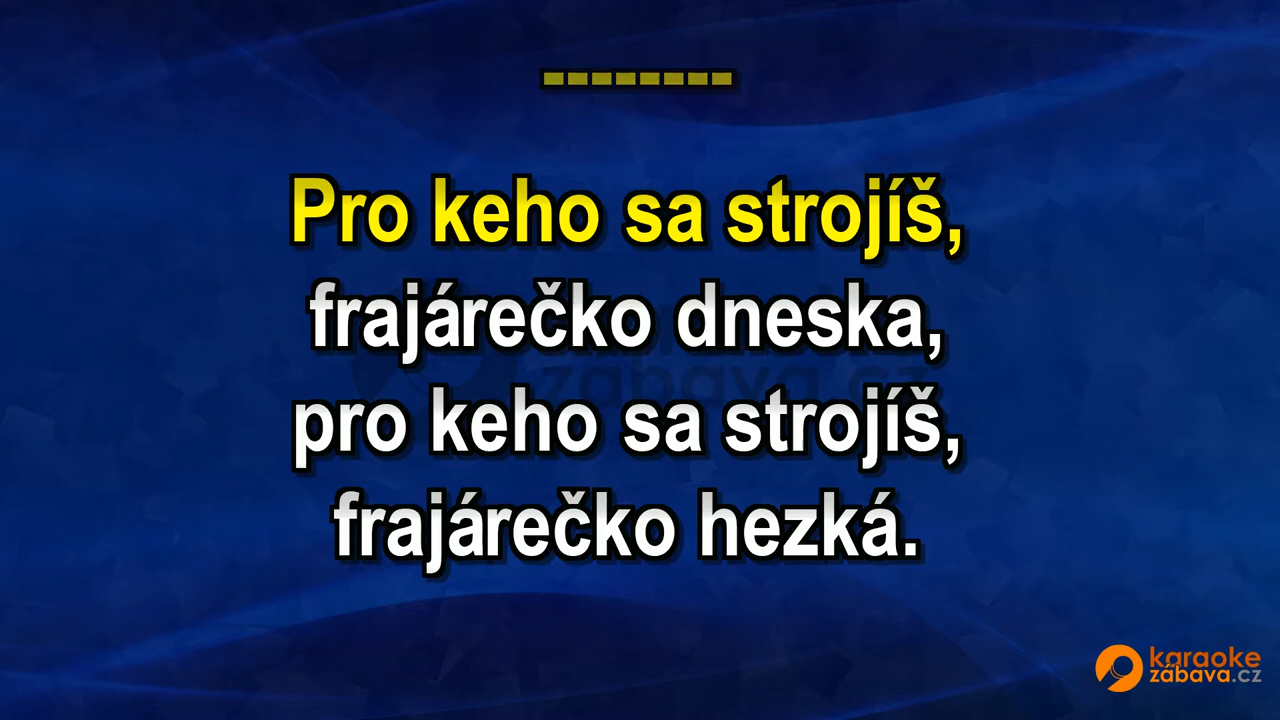 --------
Pro keho sa strojíš,
frajárečko dneska,
pro keho sa strojíš,
frajárečko hezká.
karaoke
zábava.cz